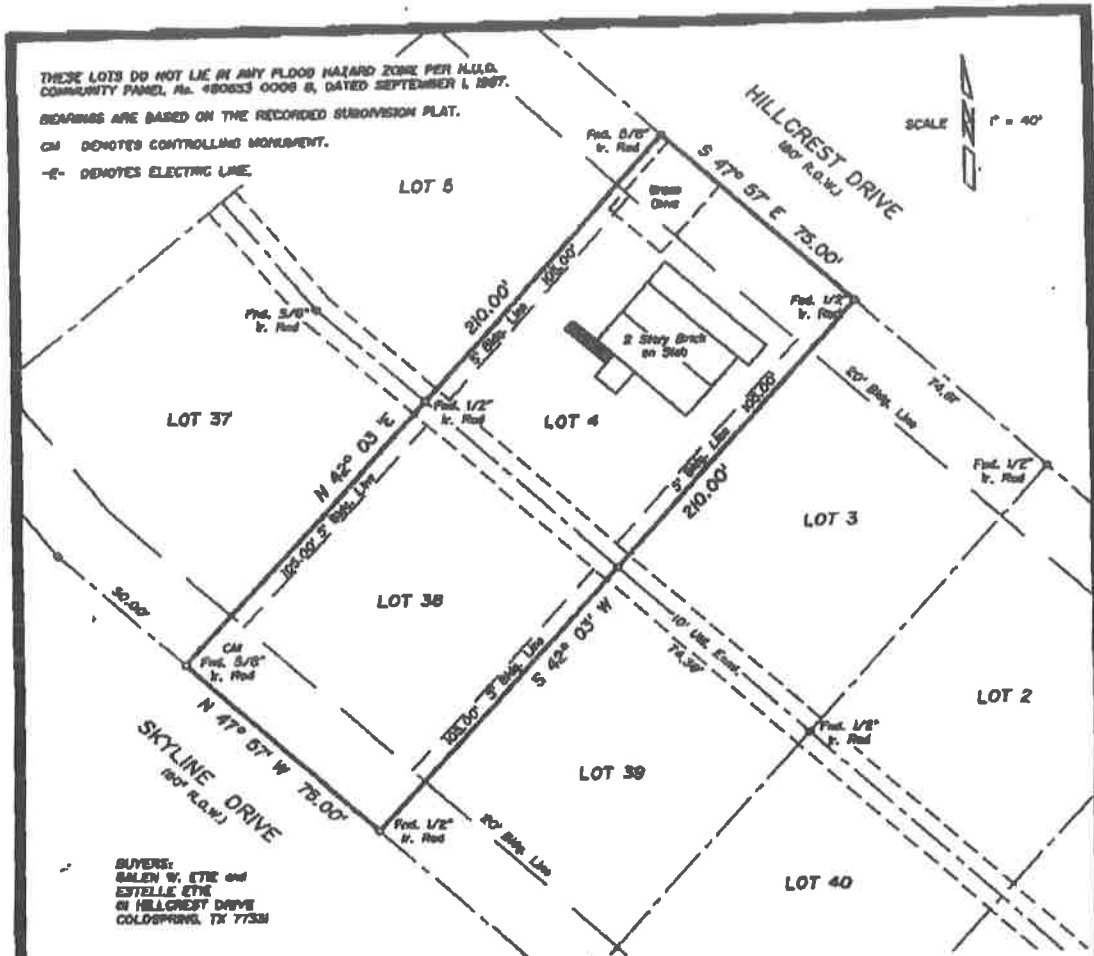 THESE LOTS DO NOT LIE IN ANY FLOOD HAZARD ZONE PER H.U.D.
COMMUNITY PANEL, No. 480653 0009 B, DATED SEPTEMBER 1, 1987.
BEARINGS ARE BASED ON THE RECORDED SUBDIVISION PLAT.
CM DENOTES CONTROLLING MONUMENT.
-E- DENOTES ELECTRIC LINE.
SCALE 1" = 40'
HILLCREST DRIVE
R.O.W.)
LOT 5
Fnd. 5/8"
Ir. Rod
S 47° 57' E 75.00'
Drive
Fnd. 5/8"
Ir. Rod
210.00'
5' Bldg. Line
105.00'
Fnd. 1/2"
Ir. Rod
2 Story Brick
on Slab
20' Bldg. Line
LOT 37
N 42° 03' E
Fnd. 1/2"
Ir. Rod
LOT 4
5' Bldg. Line
105.00'
210.00'
Fnd. 1/2"
Ir. Rod
LOT 3
105.00' 5' Bldg. Line
LOT 38
50.00'
10' Util. Esmt.
CM
Fnd. 5/8"
Ir. Rod
105.00' 5' Bldg. Line
S 42° 03' W
LOT 2
N 47° 57' W 75.00'
Fnd. 1/2"
Ir. Rod
SKYLINE DRIVE
R.O.W.)
LOT 39
Fnd. 1/2"
Ir. Rod
20' Bldg. Line
LOT 40
BUYERS:
ETIE and
ESTELLE ETIE
HILLCREST DRIVE
COLDSPRING, TX 77331